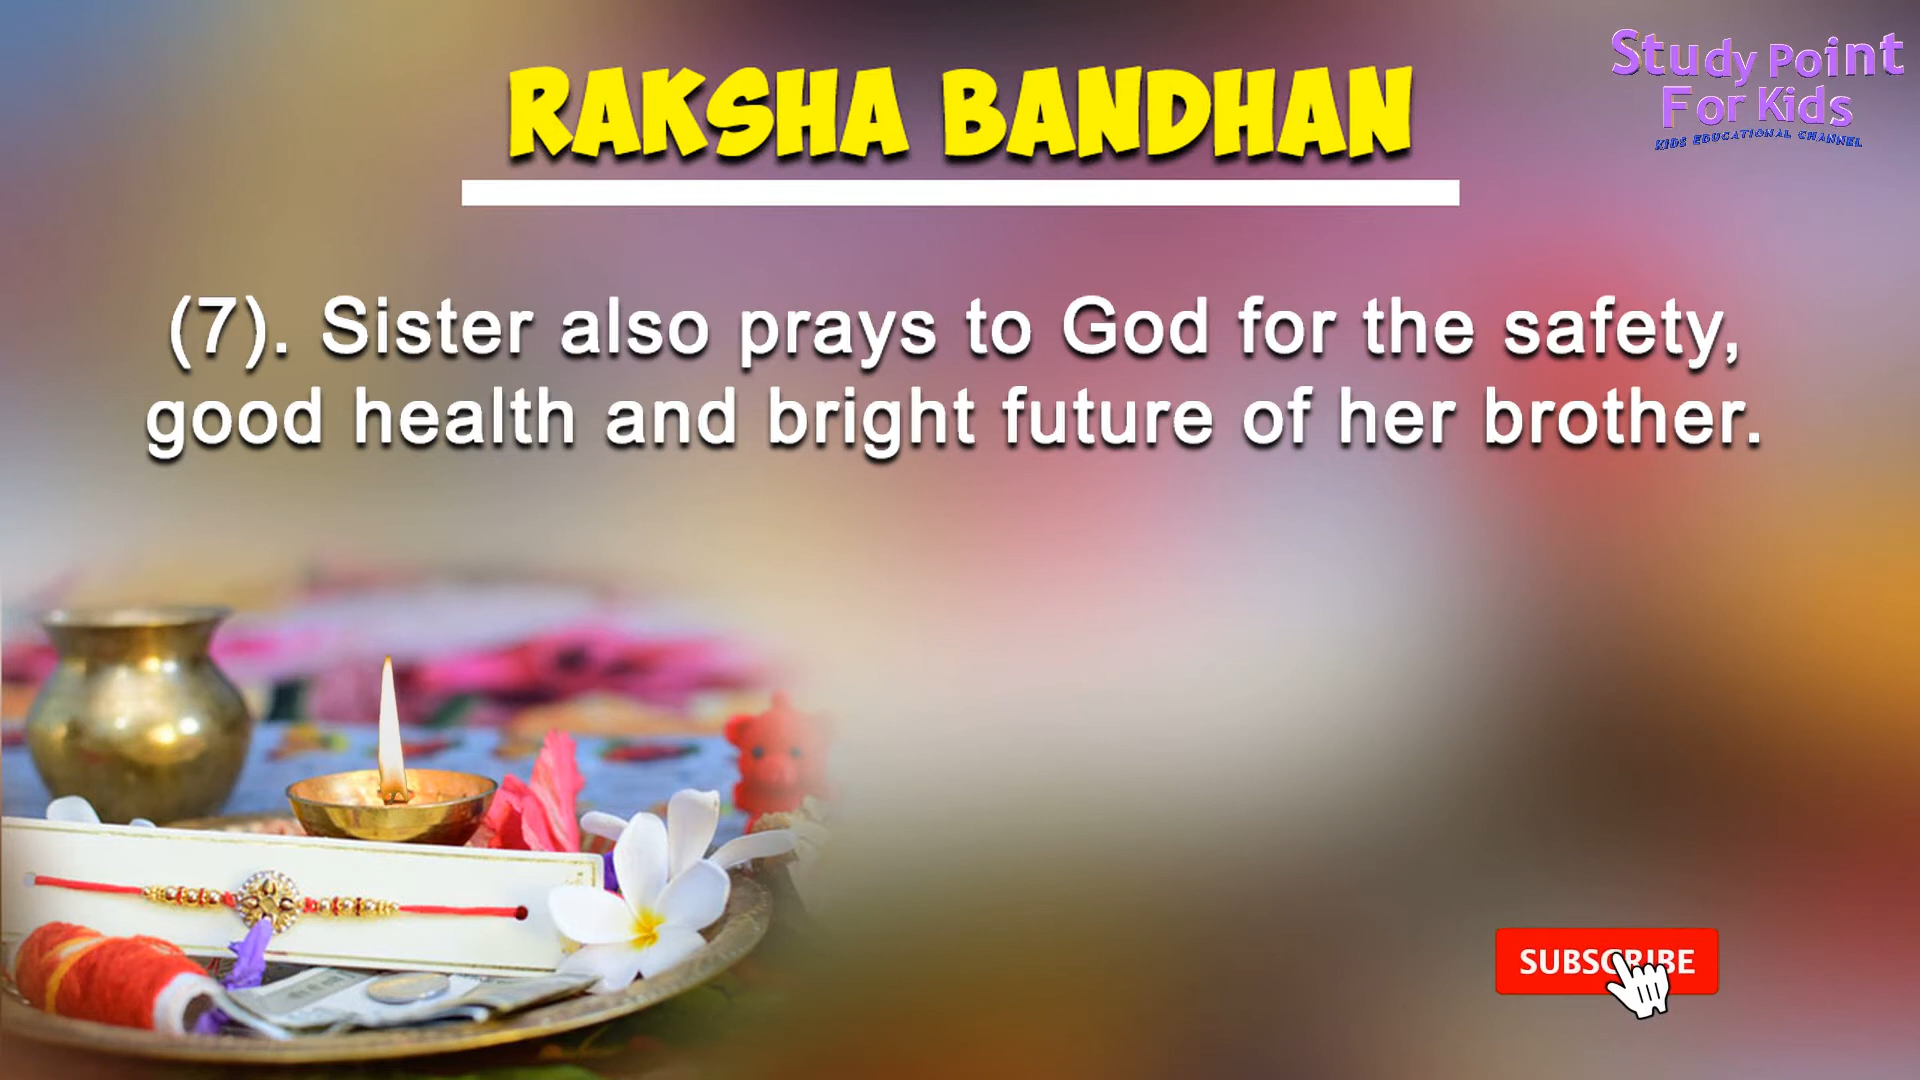 RAKSHA BANDHAN
Study Point
For Kids
KIDS EDUCATIONAL CHANNEL
(7). Sister also prays to God for the safety,
good health and bright future of her brother.
SUBSCRIBE